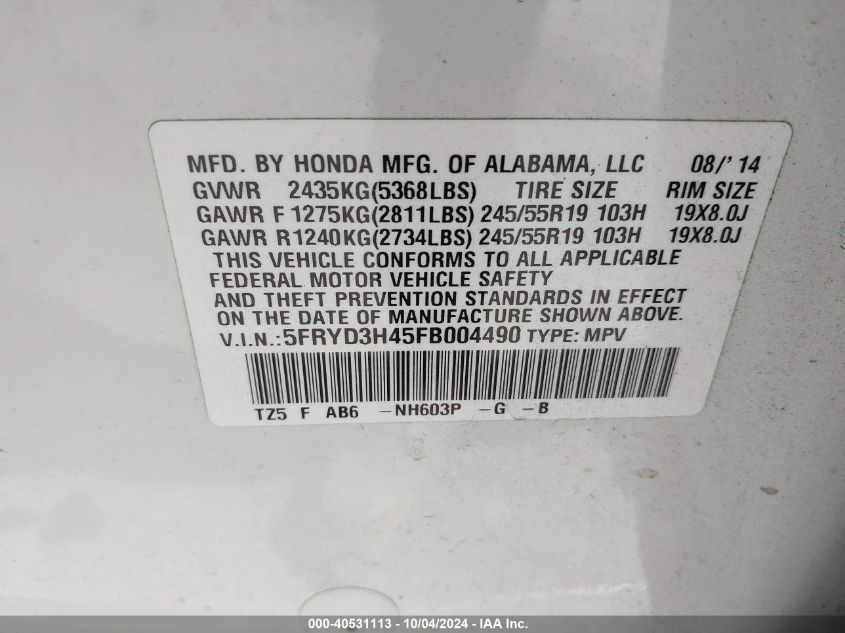 MFD. BY HONDA MFG. OF ALABAMA, LLC 08/'14
GVWR 2435KG(5368LBS) TIRE SIZE RIM SIZE
GAWR F 1275KG(2811LBS) 245/55R19 103H 19X8.0J
GAWR R1240KG(2734LBS) 245/55R19 103H 19X8.0J
THIS VEHICLE CONFORMS TO ALL APPLICABLE
FEDERAL MOTOR VEHICLE SAFETY
AND THEFT PREVENTION STANDARDS IN EFFECT
ON THE DATE OF MANUFACTURE SHOWN ABOVE.
V.I.N.:5FRYD3H45FB004490 TYPE: MPV
TZ5 F AB6 -NH603P -G -B
000-40531113 - 10/04/2024 - IAA Inc.